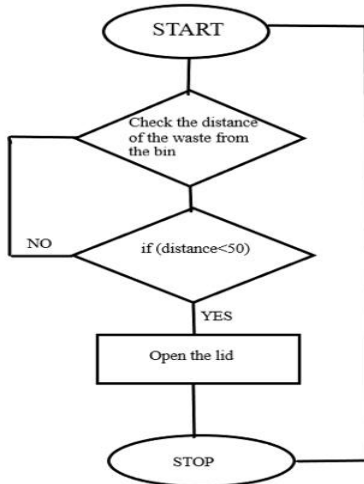 START
Check the distance
of the waste from
the bin
if (distance<50)
NO
YES
Open the lid
STOP